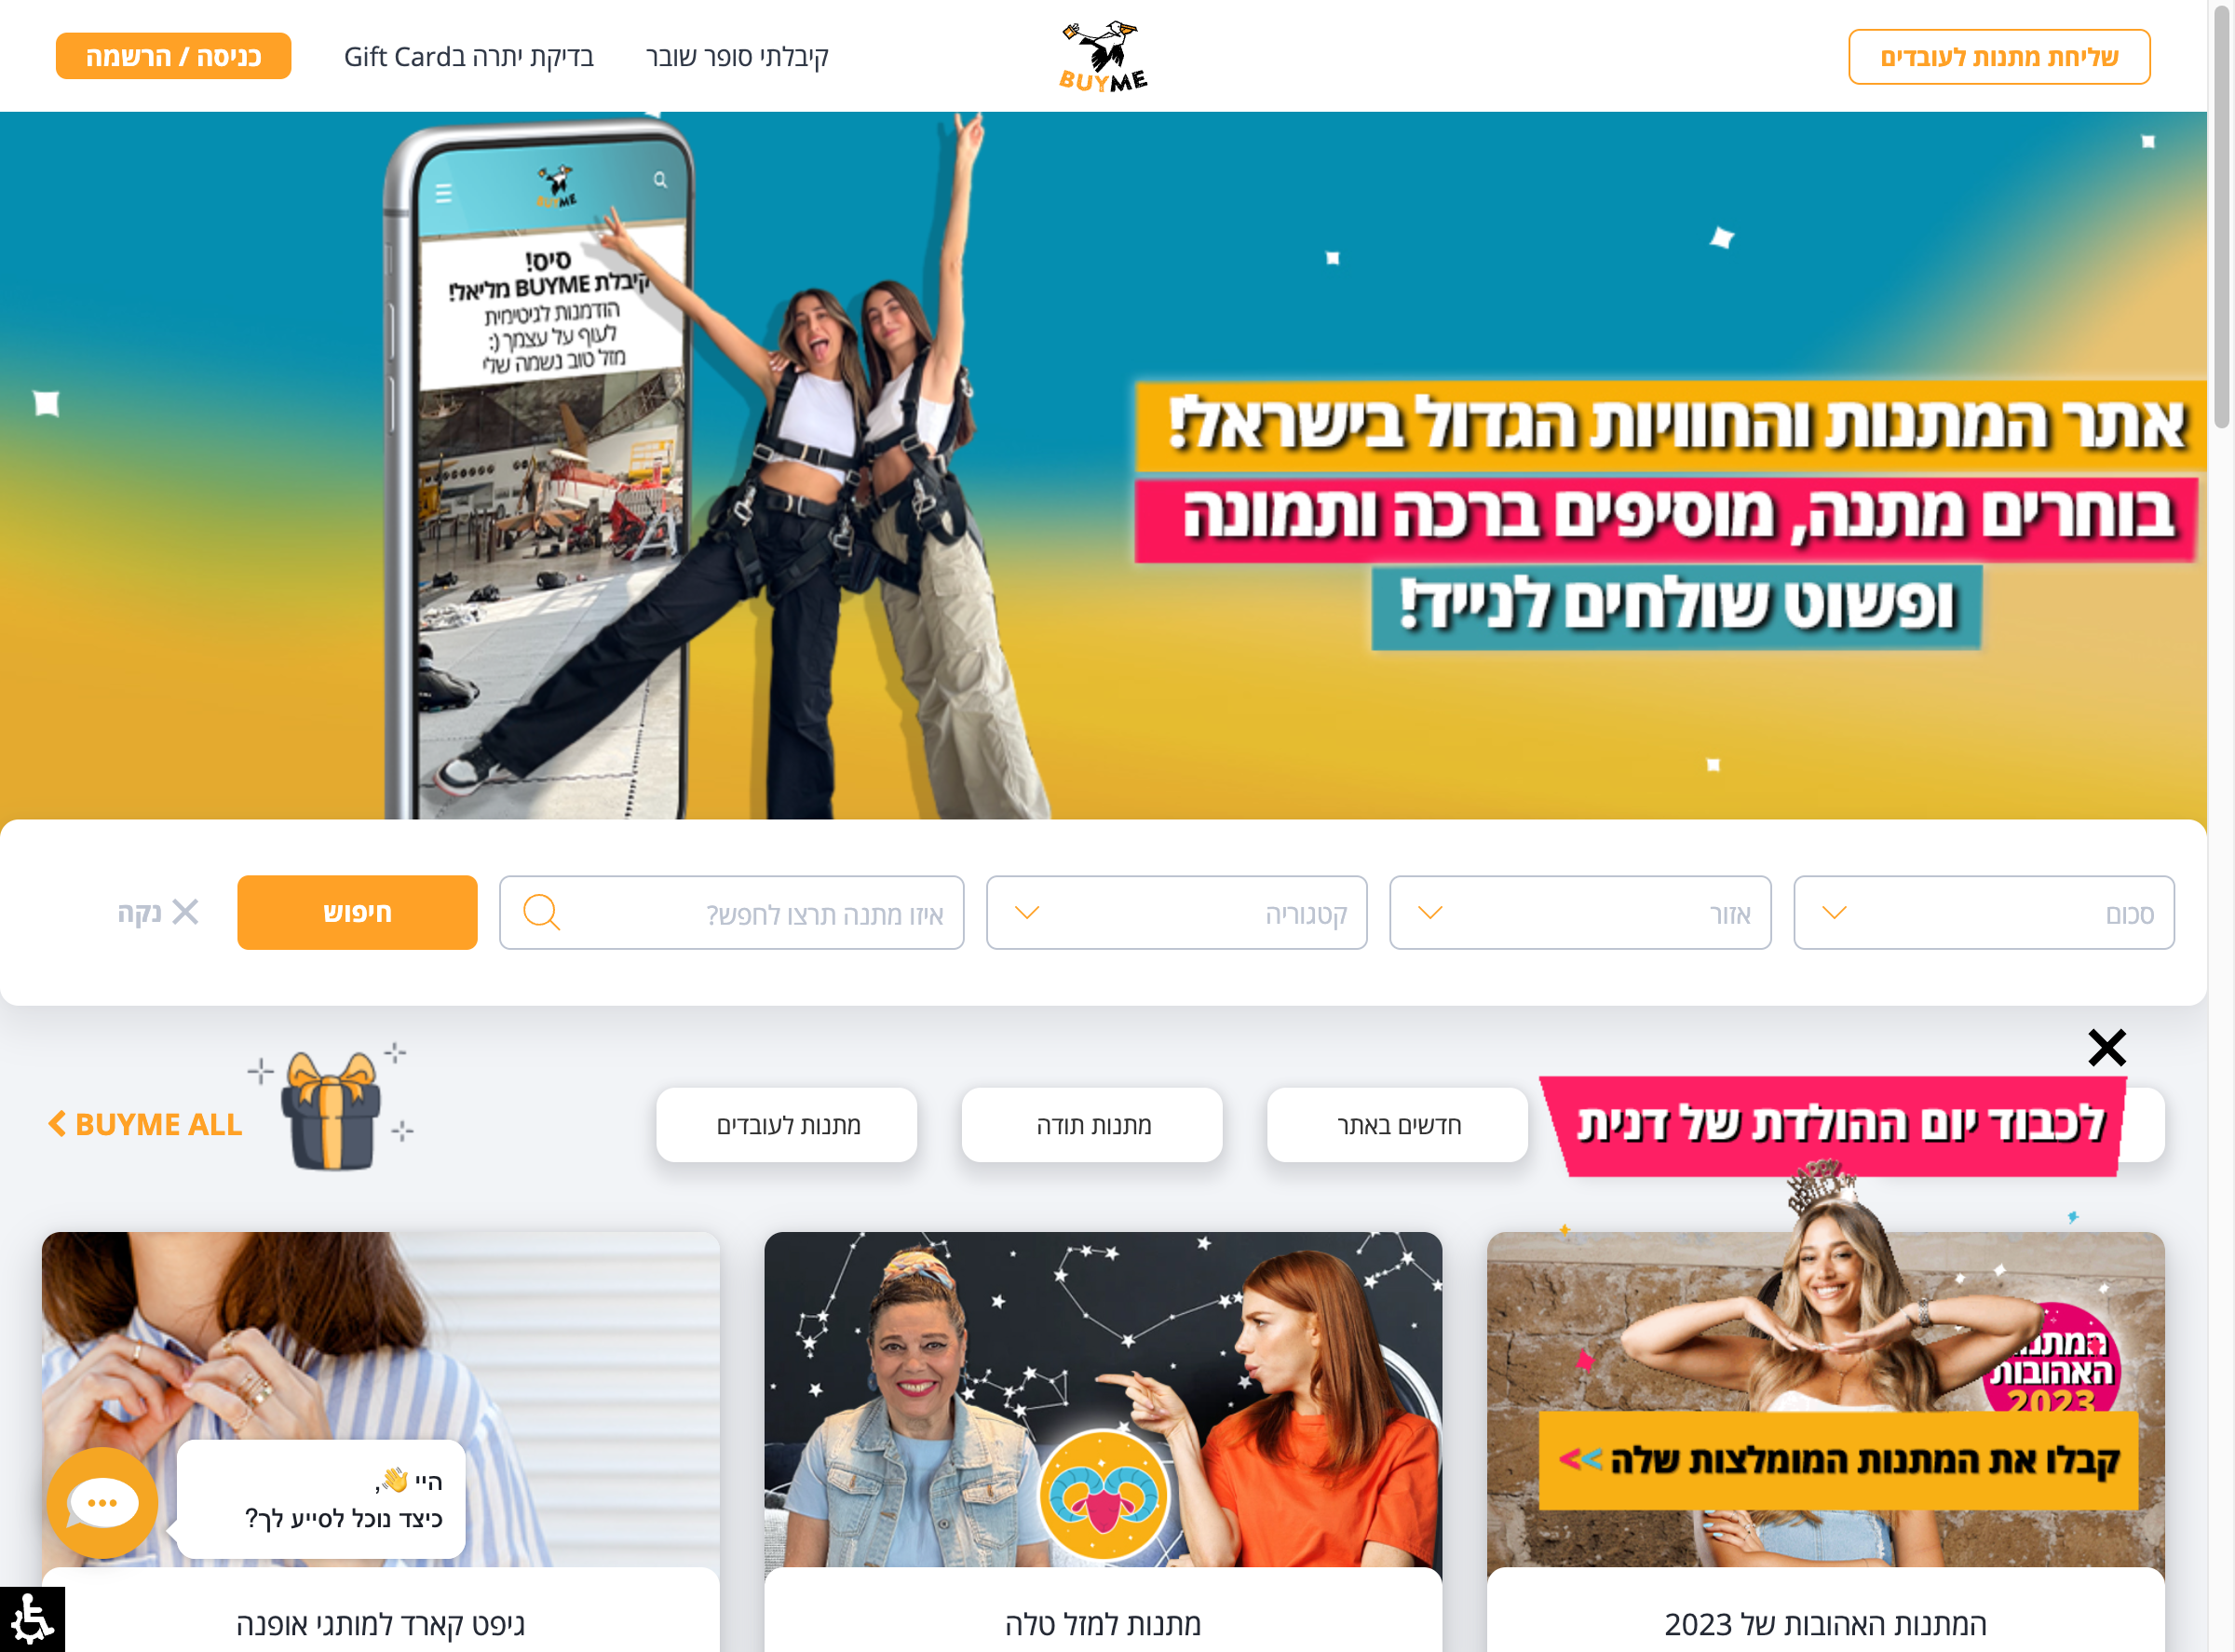 שליחת מתנות לעובדים
BUYME
קיבלתי סופר שובר
בדיקת יתרה בGift Card
כניסה / הרשמה
BUYME
סיס!
קיבלת BUYME מליאל!
הזדמנות לגיטימית
לעוף על עצמך (:
מזל טוב נשמה שלי
אתר המתנות והחוויות הגדול בישראל!
בוחרים מתנה, מוסיפים ברכה ותמונה
ופשוט שולחים לנייד!
סכום
אזור
קטגוריה
איזו מתנה תרצו לחפש?
חיפוש
נקה
לכבוד יום ההולדת של דנית
חדשים באתר
מתנות תודה
מתנות לעובדים
BUYME ALL
HAPPY
BIRTHDAY
האהובות
2023
קבלו את המתנות המומלצות שלה >>
היי 👋,
כיצד נוכל לסייע לך?
המתנות האהובות של 2023
מתנות למזל טלה
גיפט קארד למותגי אופנה